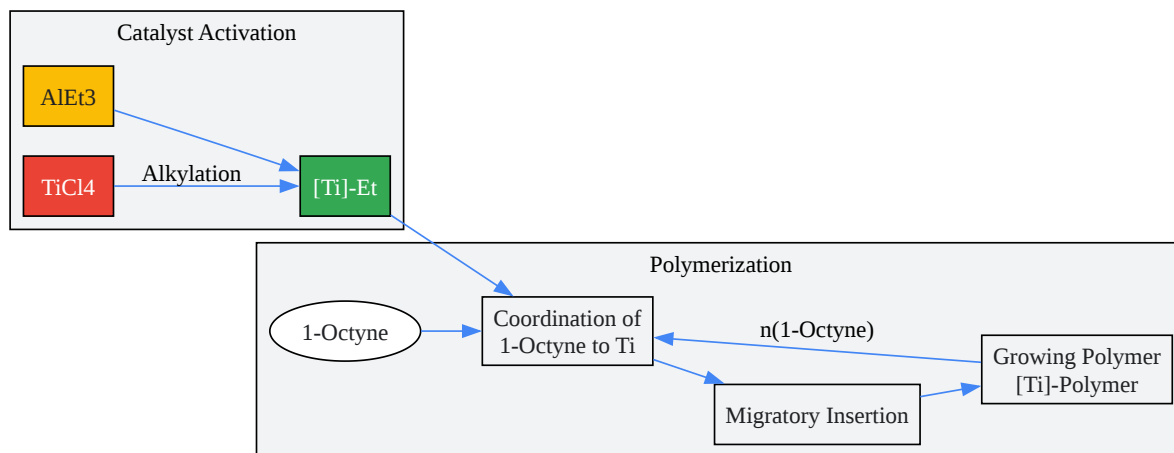 Catalyst Activation
AlEt3
TiCl4
Alkylation
[Ti]-Et
Polymerization
1-Octyne
Coordination of
1-Octyne to Ti
n(1-Octyne)
Migratory Insertion
Growing Polymer
[Ti]-Polymer